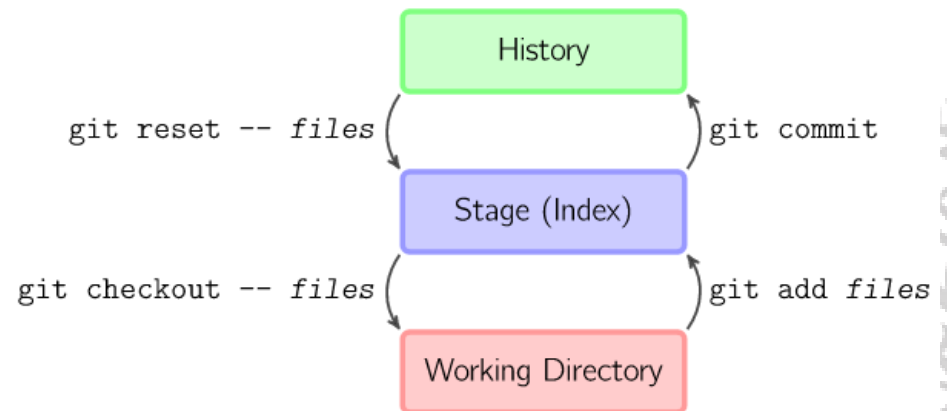 History
git reset -- files
git commit
Stage (Index)
git checkout -- files
git add files
Working Directory